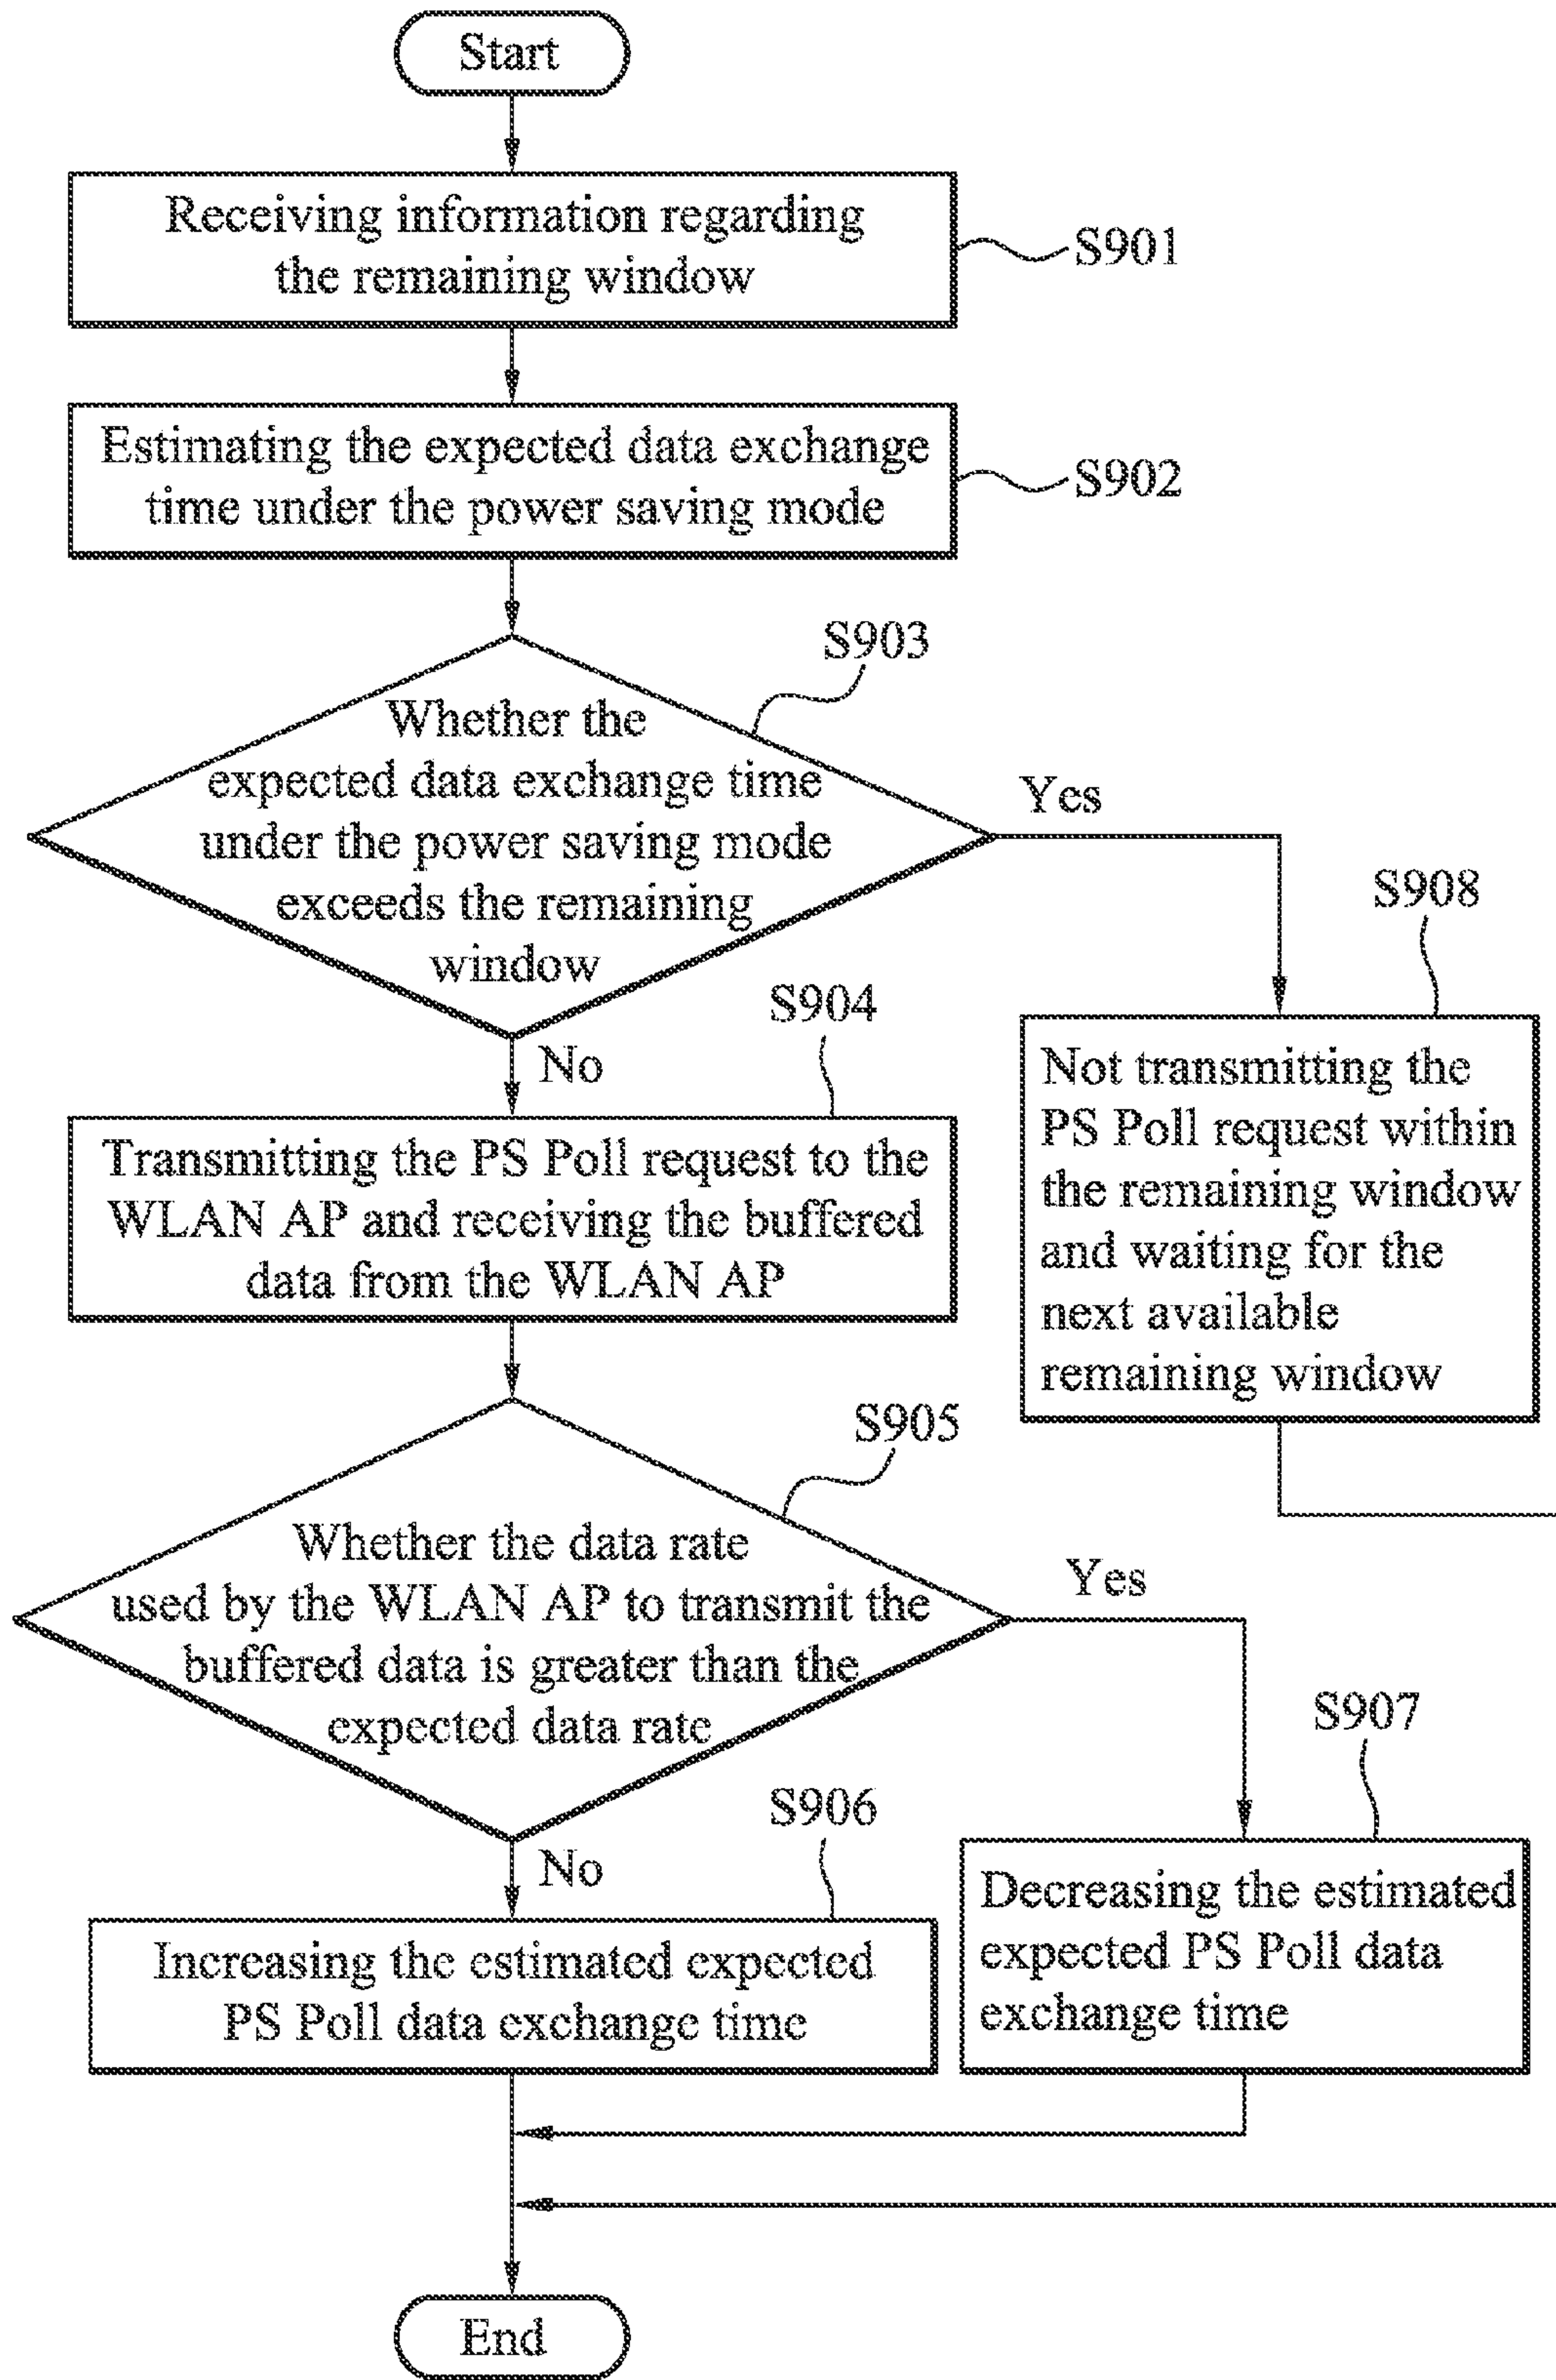 Start
Receiving information regarding
the remaining window
S901
Estimating the expected data exchange
time under the power saving mode
S902
S903
Whether the
expected data exchange time
under the power saving mode
exceeds the remaining
window
Yes
No
S908
Not transmitting the
PS Poll request within
the remaining window
and waiting for the
next available
remaining window
S904
Transmitting the PS Poll request to the
WLAN AP and receiving the buffered
data from the WLAN AP
S905
Whether the data rate
used by the WLAN AP to transmit the
buffered data is greater than the
expected data rate
Yes
No
S907
Decreasing the estimated
expected PS Poll data
exchange time
S906
Increasing the estimated expected
PS Poll data exchange time
End